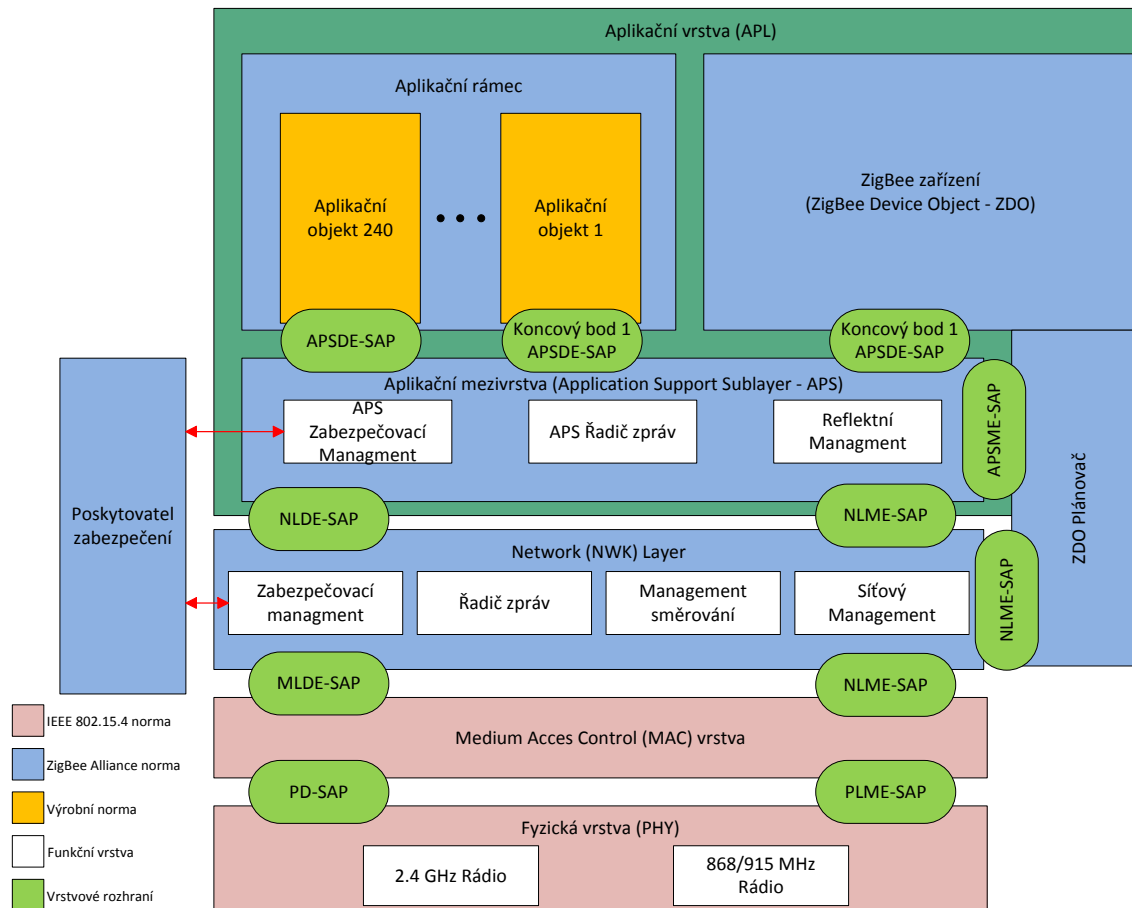 Aplikační vrstva (APL)
Aplikační rámec
Aplikační
objekt 240
Aplikační
objekt 1
ZigBee zařízení
(ZigBee Device Object - ZDO)
APSDE-SAP
Koncový bod 1
APSDE-SAP
Koncový bod 1
APSDE-SAP
Aplikační mezivrstva (Application Support Sublayer - APS)
APS
Zabezpečovací
Managment
APS Řadič zpráv
Reflektní
Managment
APSME-SAP
Poskytovatel
zabezpečení
ZDO Plánovač
NLDE-SAP
NLME-SAP
Network (NWK) Layer
Zabezpečovací
managment
Řadič zpráv
Management
směrování
Síťový
Management
NLME-SAP
MLDE-SAP
NLME-SAP
Medium Acces Control (MAC) vrstva
PD-SAP
PLME-SAP
Fyzická vrstva (PHY)
2.4 GHz Rádio
868/915 MHz
Rádio
IEEE 802.15.4 norma
ZigBee Alliance norma
Výrobní norma
Funkční vrstva
Vrstvové rozhraní